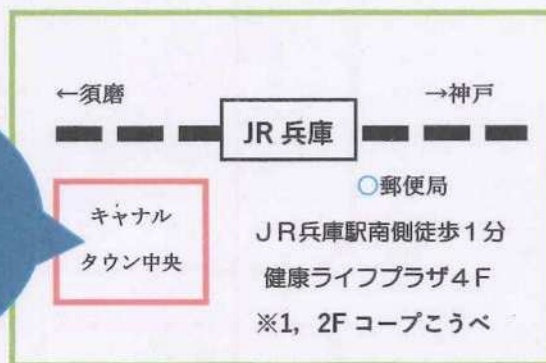 ←須磨
→神戸
JR 兵庫
○郵便局
キャナル
タウン中央
ＪＲ兵庫駅南側徒歩１分
健康ライフプラザ４Ｆ
※1，2F コープこうべ